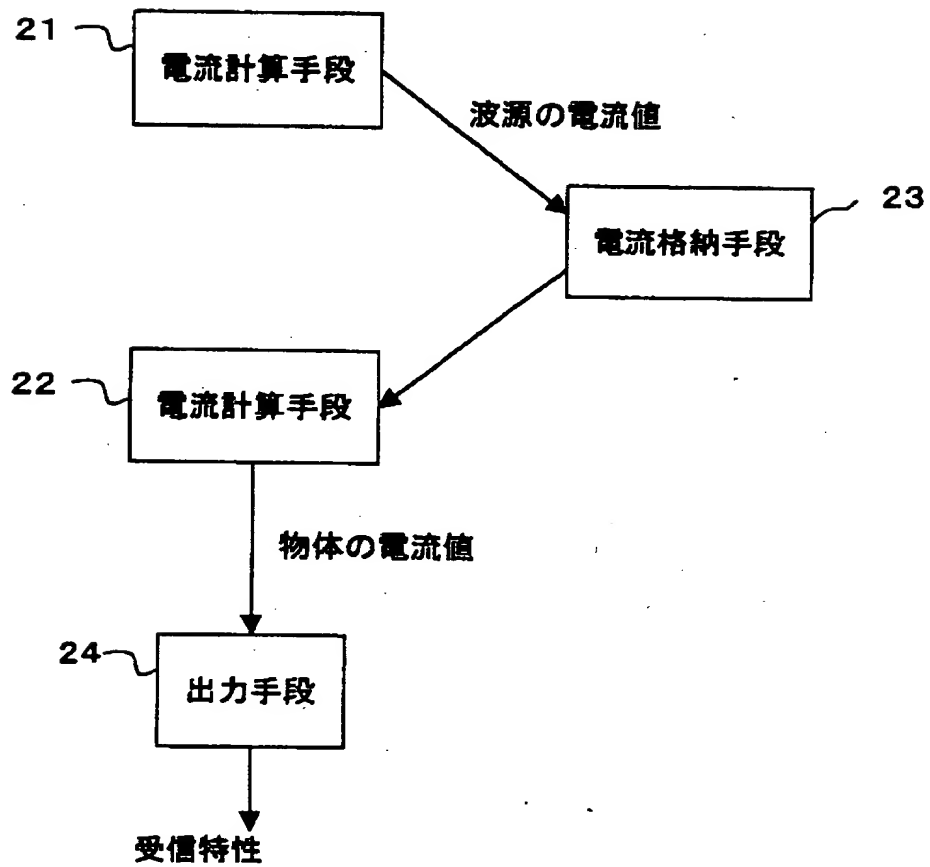 21
電流計算手段
波源の電流値
23
電流格納手段
22
電流計算手段
物体の電流値
24
出力手段
受信特性